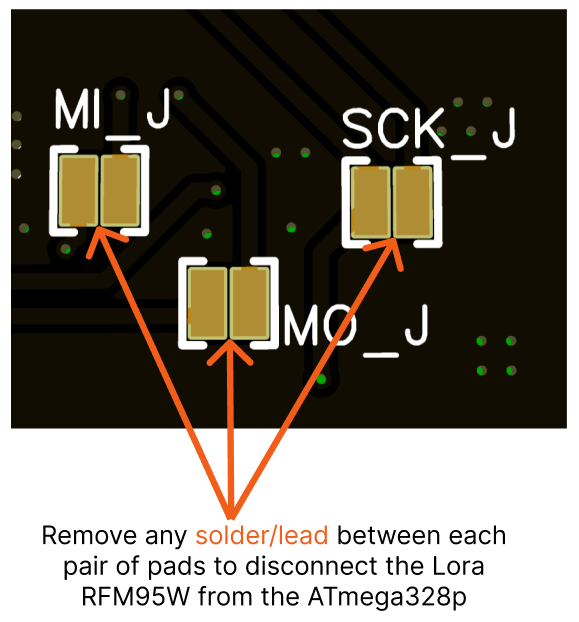 MI_J
SCK_J
MO_J
Remove any solder/lead between each
pair of pads to disconnect the Lora
RFM95W from the ATmega328p